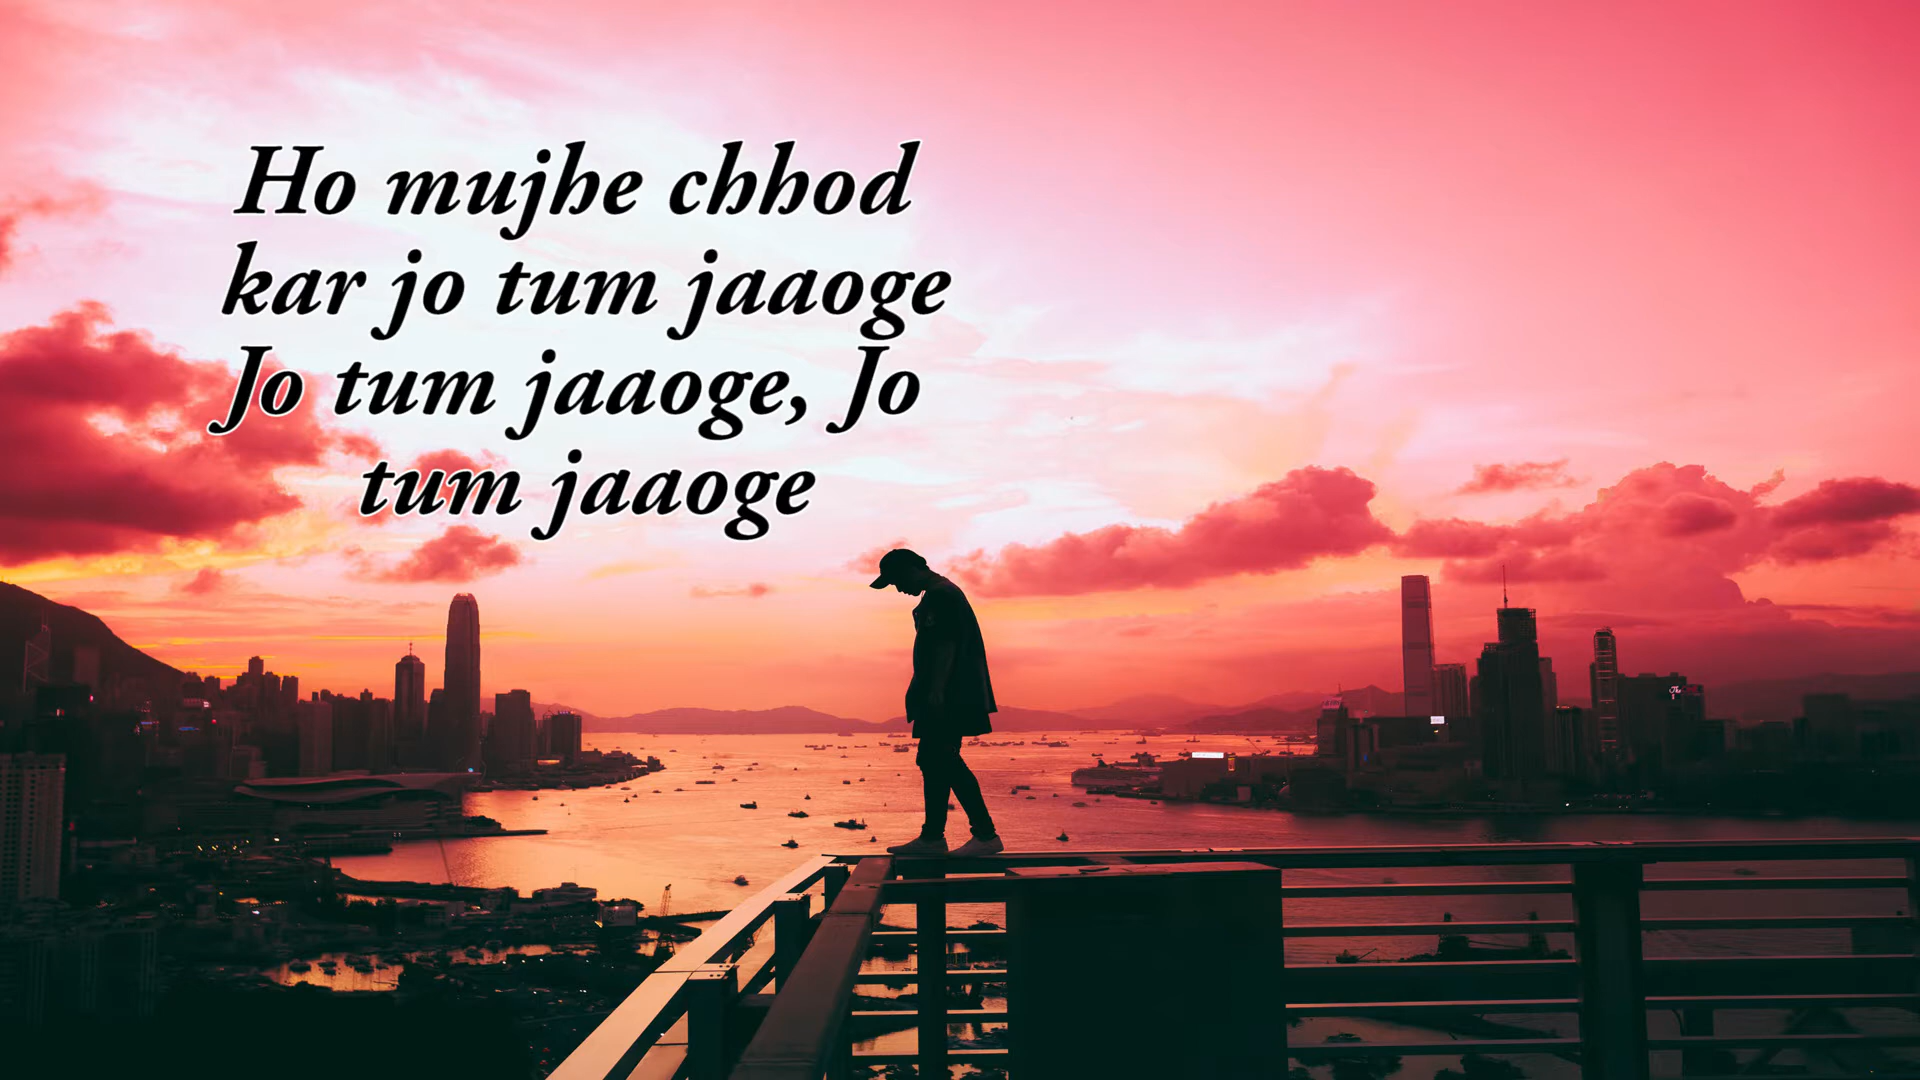 Ho mujhe chhod
kar jo tum jaaoge
Jo tum jaaoge, Jo
tum jaaoge